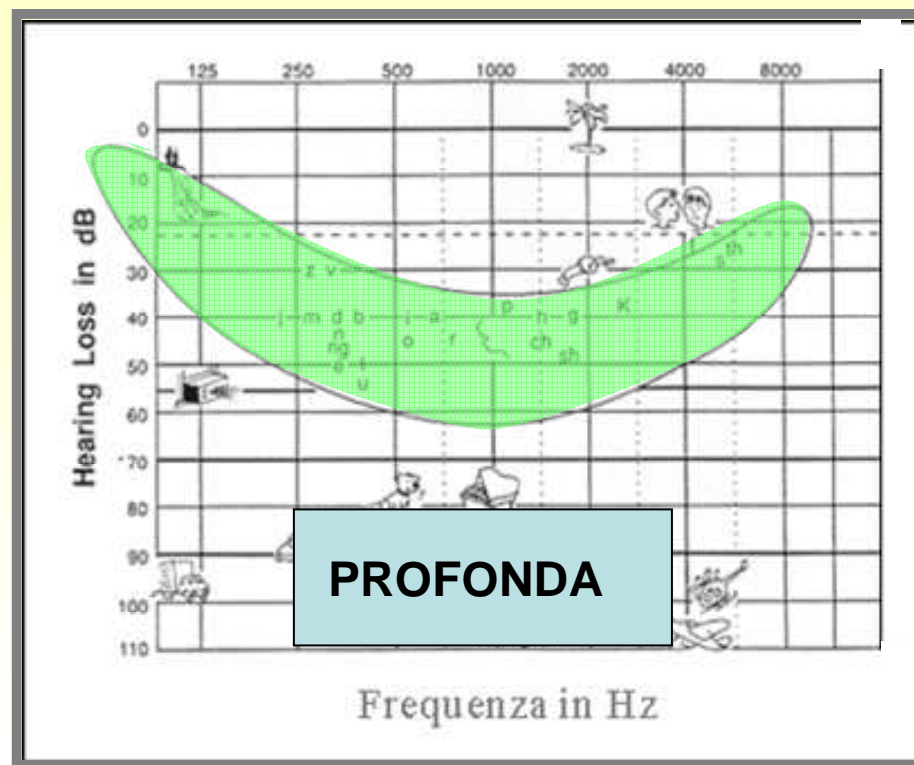 125 250 500 1000 2000 4000 8000
0
10
20
th
s
30
z v
K
p
40
j m d b i a h g
n
o r ch
ng
sh
50
e l
u
60
70
80
90
100
110
Hearing Loss in dB
PROFONDA
Frequenza in Hz